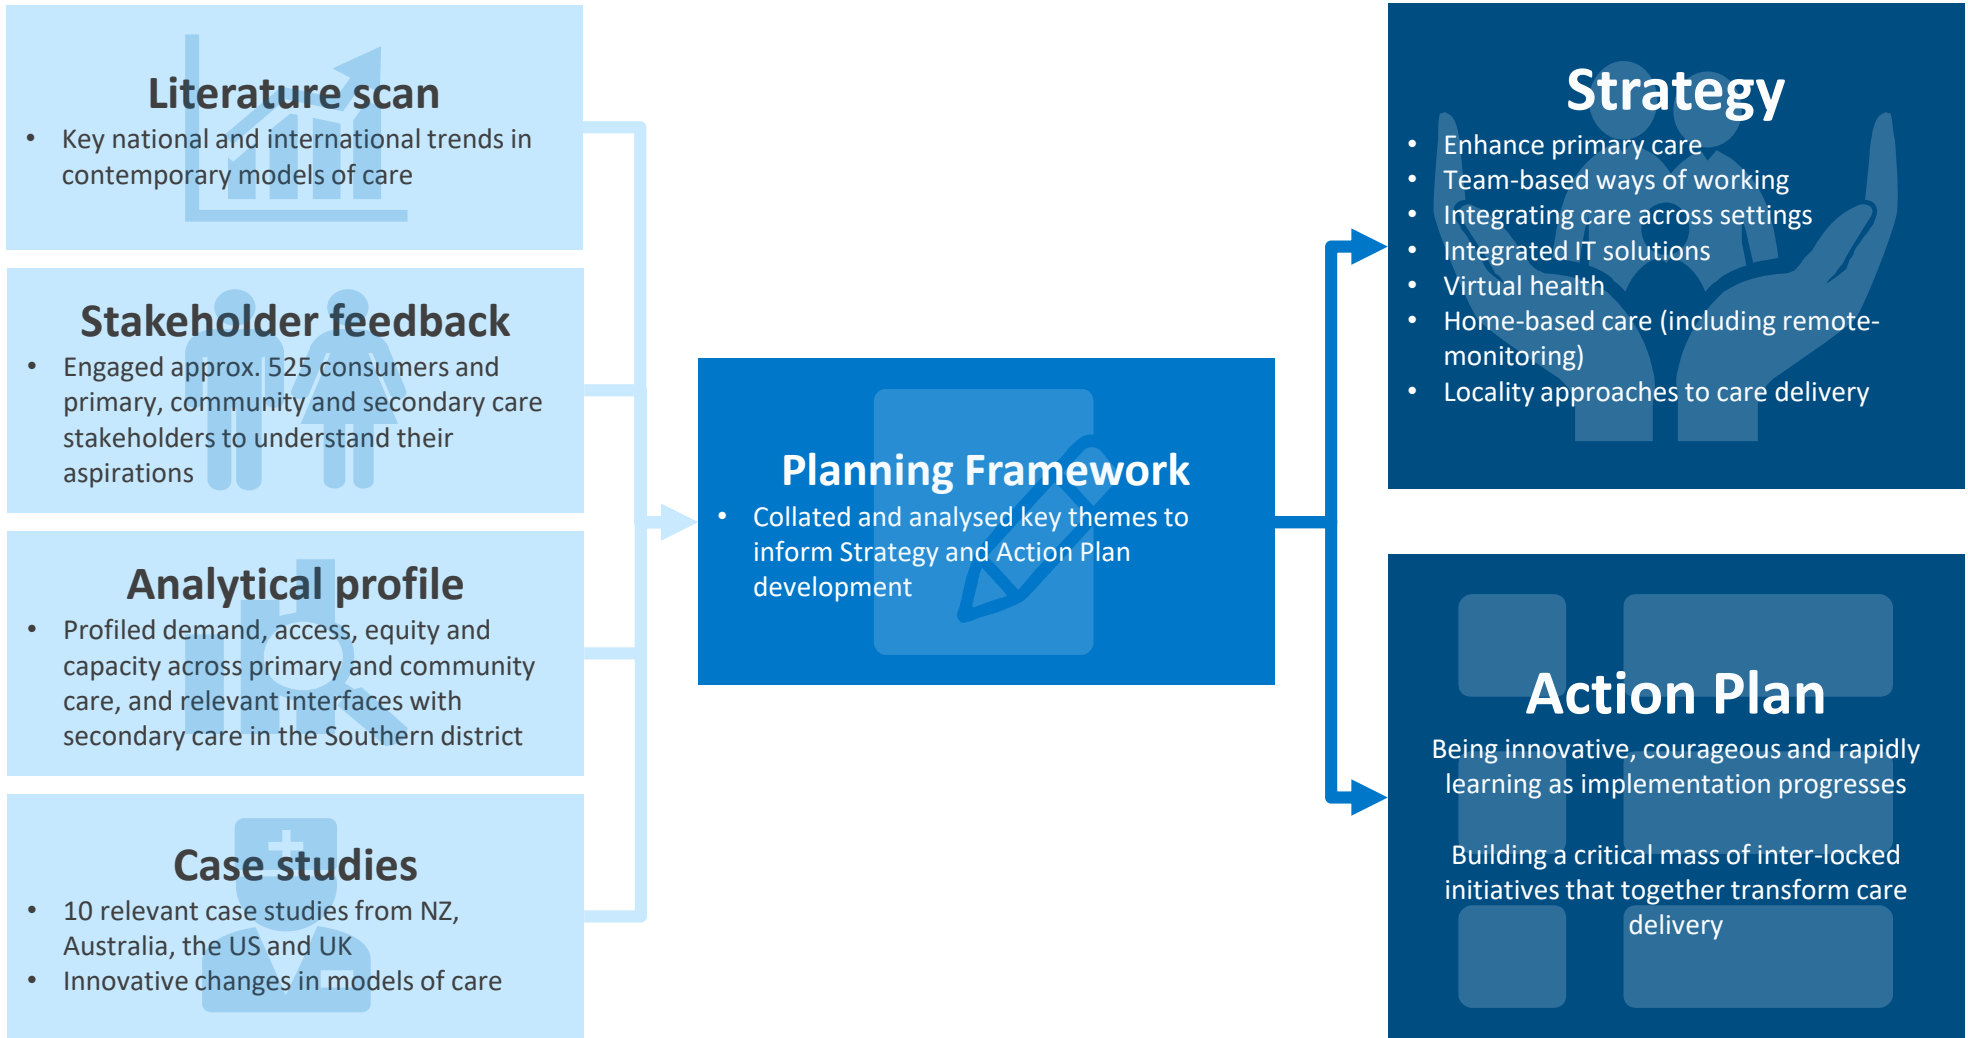 Literature scan
• Key national and international trends in
contemporary models of care
Stakeholder feedback
• Engaged approx. 525 consumers and
primary, community and secondary care
stakeholders to understand their
aspirations
Analytical profile
• Profiled demand, access, equity and
capacity across primary and community
care, and relevant interfaces with
secondary care in the Southern district
Case studies
• 10 relevant case studies from NZ,
Australia, the US and UK
• Innovative changes in models of care
Planning Framework
• Collated and analysed key themes to
inform Strategy and Action Plan
development
Strategy
• Enhance primary care
• Team-based ways of working
• Integrating care across settings
• Integrated IT solutions
• Virtual health
• Home-based care (including remote-
monitoring)
• Locality approaches to care delivery
Action Plan
Being innovative, courageous and rapidly
learning as implementation progresses
Building a critical mass of inter-locked
initiatives that together transform care
delivery